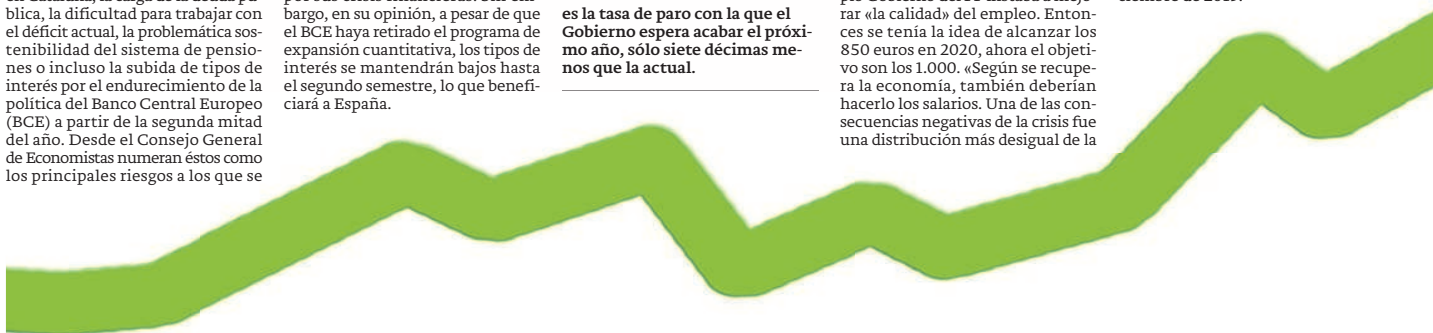 blica, la dificultad para trabajar con
el déficit actual, la problemática sos-
tenibilidad del sistema de pensio-
nes o incluso la subida de tipos de
interés por el endurecimiento de la
política del Banco Central Europeo
(BCE) a partir de la segunda mitad
del año. Desde el Consejo General
de Economistas numeran éstos como
los principales riesgos a los que se
bargo, en su opinión, a pesar de que
el BCE haya retirado el programa de
expansión cuantitativa, los tipos de
interés se mantendrán bajos hasta
el segundo semestre, lo que benefi-
ciará a España.
es la tasa de paro con la que el
Gobierno espera acabar el próxi-
mo año, sólo siete décimas me-
nos que la actual.
rar «la calidad» del empleo. Enton-
ces se tenía la idea de alcanzar los
850 euros en 2020, ahora el objeti-
vo son los 1.000. «Según se recupe-
ra la economía, también deberían
hacerlo los salarios. Una de las con-
secuencias negativas de la crisis fue
una distribución más desigual de la